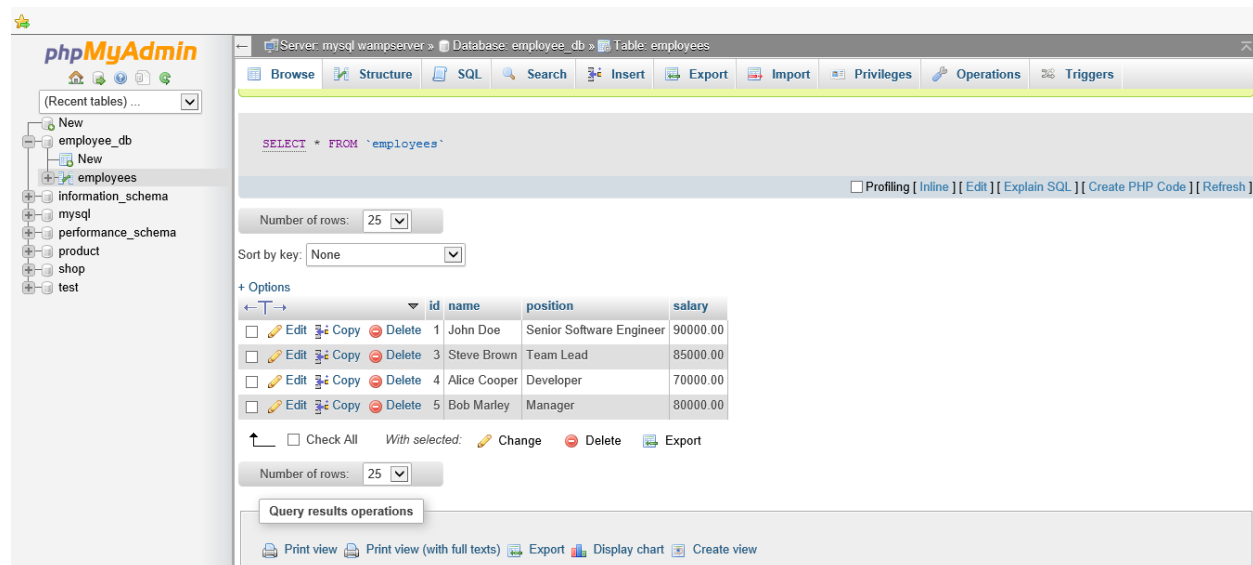 phpMyAdmin
(Recent tables) ...
New
employee_db
New
employees
information_schema
mysql
performance_schema
product
shop
test
Server: mysql wampserver » Database: employee_db » Table: employees
Browse Structure SQL Search Insert Export Import Privileges Operations Triggers
SELECT * FROM `employees`
Profiling [ Inline ] [ Edit ] [ Explain SQL ] [ Create PHP Code ] [ Refresh ]
Number of rows: 25
Sort by key: None
+ Options
←T→ id name position salary
Edit Copy Delete 1 John Doe Senior Software Engineer 90000.00
Edit Copy Delete 3 Steve Brown Team Lead 85000.00
Edit Copy Delete 4 Alice Cooper Developer 70000.00
Edit Copy Delete 5 Bob Marley Manager 80000.00
Check All With selected: Change Delete Export
Number of rows: 25
Query results operations
Print view Print view (with full texts) Export Display chart Create view